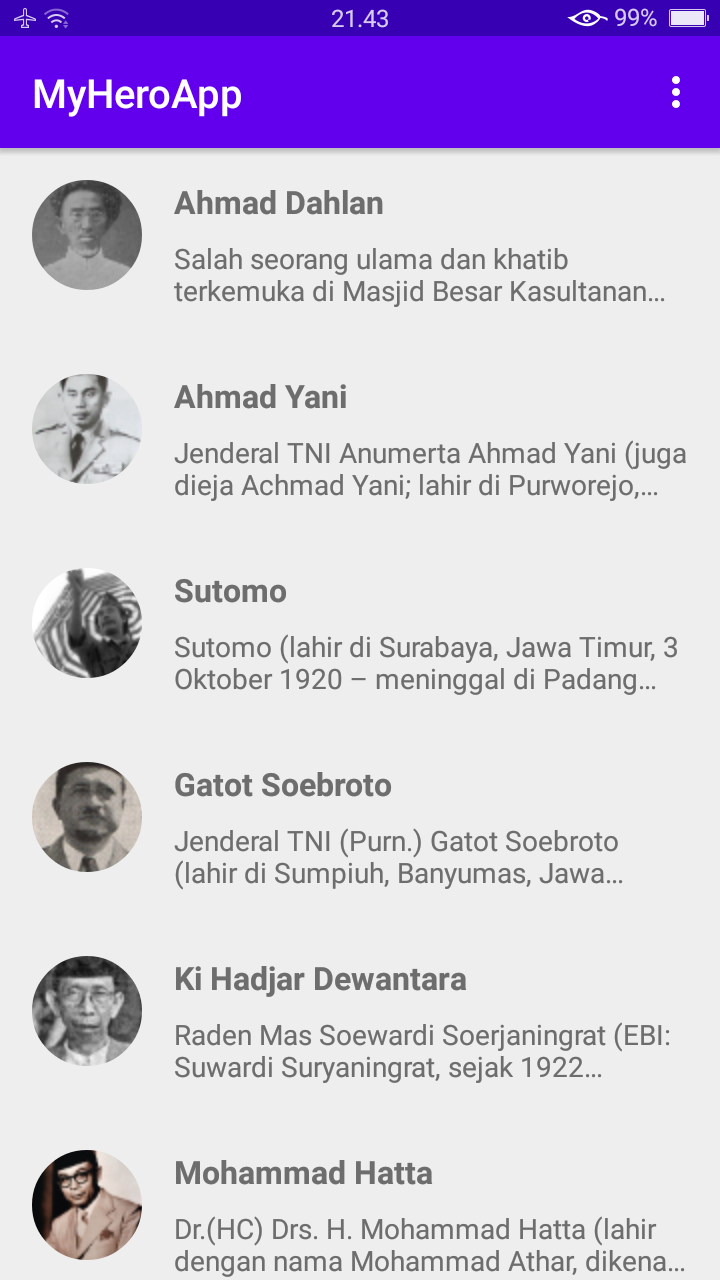 21.43
99%
MyHeroApp
Ahmad Dahlan
Salah seorang ulama dan khatib
terkemuka di Masjid Besar Kasultanan…
Ahmad Yani
Jenderal TNI Anumerta Ahmad Yani (juga
dieja Achmad Yani; lahir di Purworejo,…
Sutomo
Sutomo (lahir di Surabaya, Jawa Timur, 3
Oktober 1920 – meninggal di Padang…
Gatot Soebroto
Jenderal TNI (Purn.) Gatot Soebroto
(lahir di Sumpiuh, Banyumas, Jawa…
Ki Hadjar Dewantara
Raden Mas Soewardi Soerjaningrat (EBI:
Suwardi Suryaningrat, sejak 1922…
Mohammad Hatta
Dr.(HC) Drs. H. Mohammad Hatta (lahir
dengan nama Mohammad Athar, dikena…